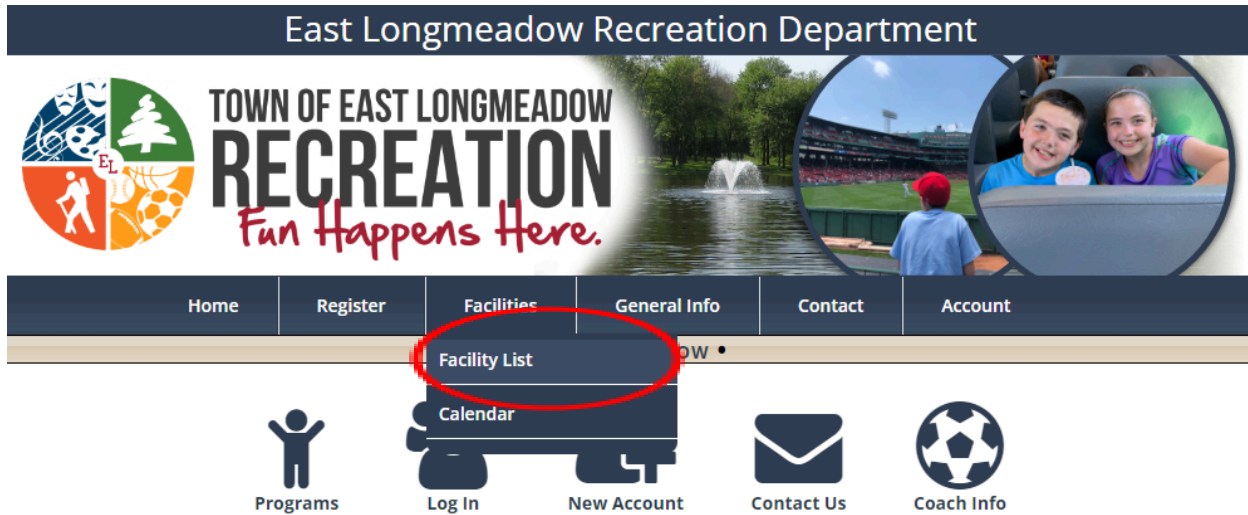 East Longmeadow Recreation Department
TOWN OF EAST LONGMEADOW
RECREATION
Fun Happens Here.
EL
Home Register Facilities General Info Contact Account
Facility List
Calendar
Programs Log In New Account Contact Us Coach Info